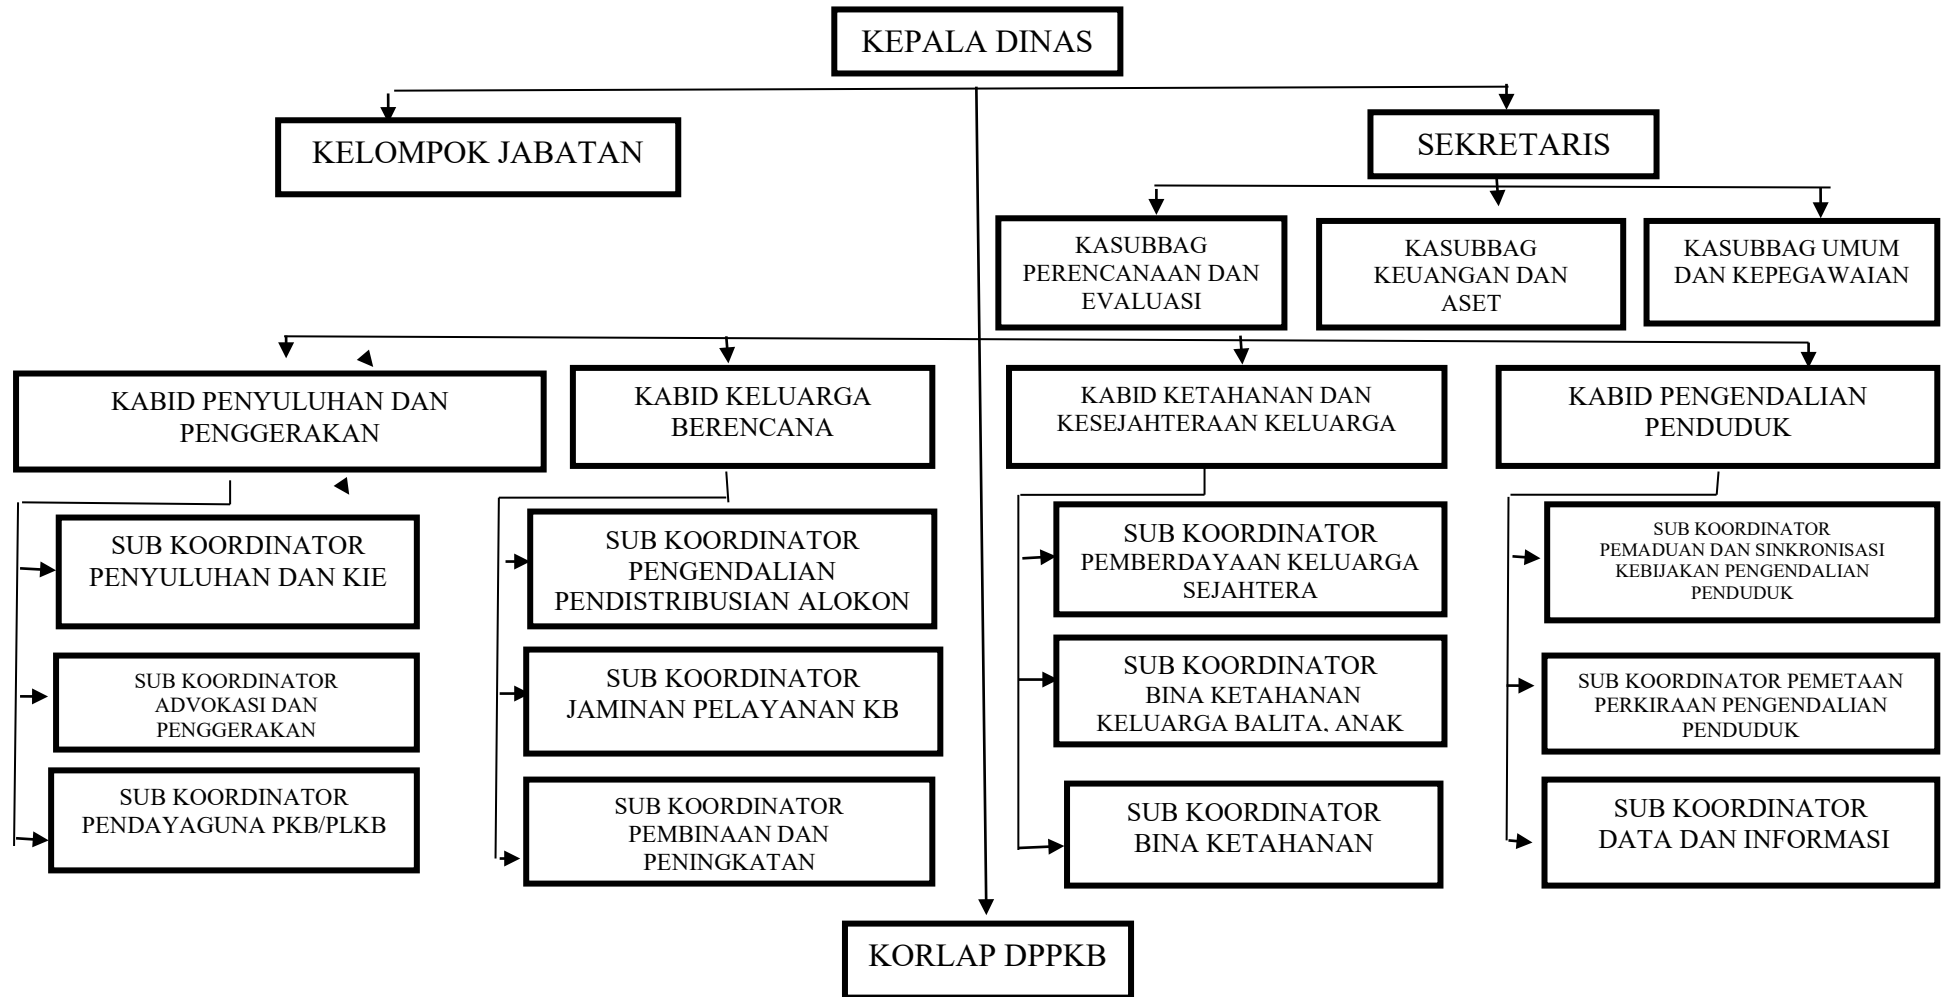 KEPALA DINAS
KELOMPOK JABATAN
SEKRETARIS
KASUBBAG
PERENCANAAN DAN
EVALUASI
KASUBBAG
KEUANGAN DAN
ASET
KASUBBAG UMUM
DAN KEPEGAWAIAN
KABID PENYULUHAN DAN
PENGGERAKAN
KABID KELUARGA
BERENCANA
KABID KETAHANAN DAN
KESEJAHTERAAN KELUARGA
KABID PENGENDALIAN
PENDUDUK
SUB KOORDINATOR
PENYULUHAN DAN KIE
SUB KOORDINATOR
ADVOKASI DAN
PENGGERAKAN
SUB KOORDINATOR
PENDAYAGUNA PKB/PLKB
SUB KOORDINATOR
PENGENDALIAN
PENDISTRIBUSIAN ALOKON
SUB KOORDINATOR
JAMINAN PELAYANAN KB
SUB KOORDINATOR
PEMBINAAN DAN
PENINGKATAN
SUB KOORDINATOR
PEMBERDAYAAN KELUARGA
SEJAHTERA
SUB KOORDINATOR
BINA KETAHANAN
KELUARGA BALITA, ANAK
SUB KOORDINATOR
BINA KETAHANAN
SUB KOORDINATOR
PEMADUAN DAN SINKRONISASI
KEBIJAKAN PENGENDALIAN
PENDUDUK
SUB KOORDINATOR PEMETAAN
PERKIRAAN PENGENDALIAN
PENDUDUK
SUB KOORDINATOR
DATA DAN INFORMASI
KORLAP DPPKB